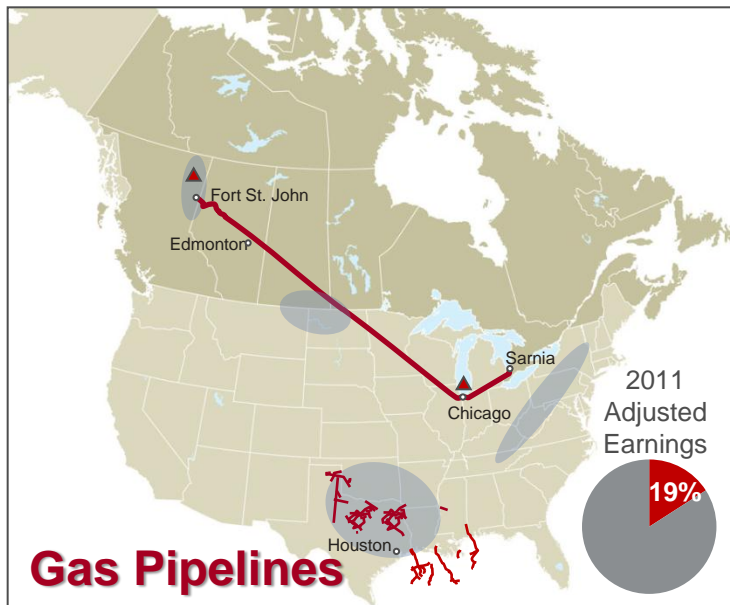 Fort St. John
Edmonton
Sarnia
Chicago
2011
Adjusted
Earnings
19%
Houston
Gas Pipelines